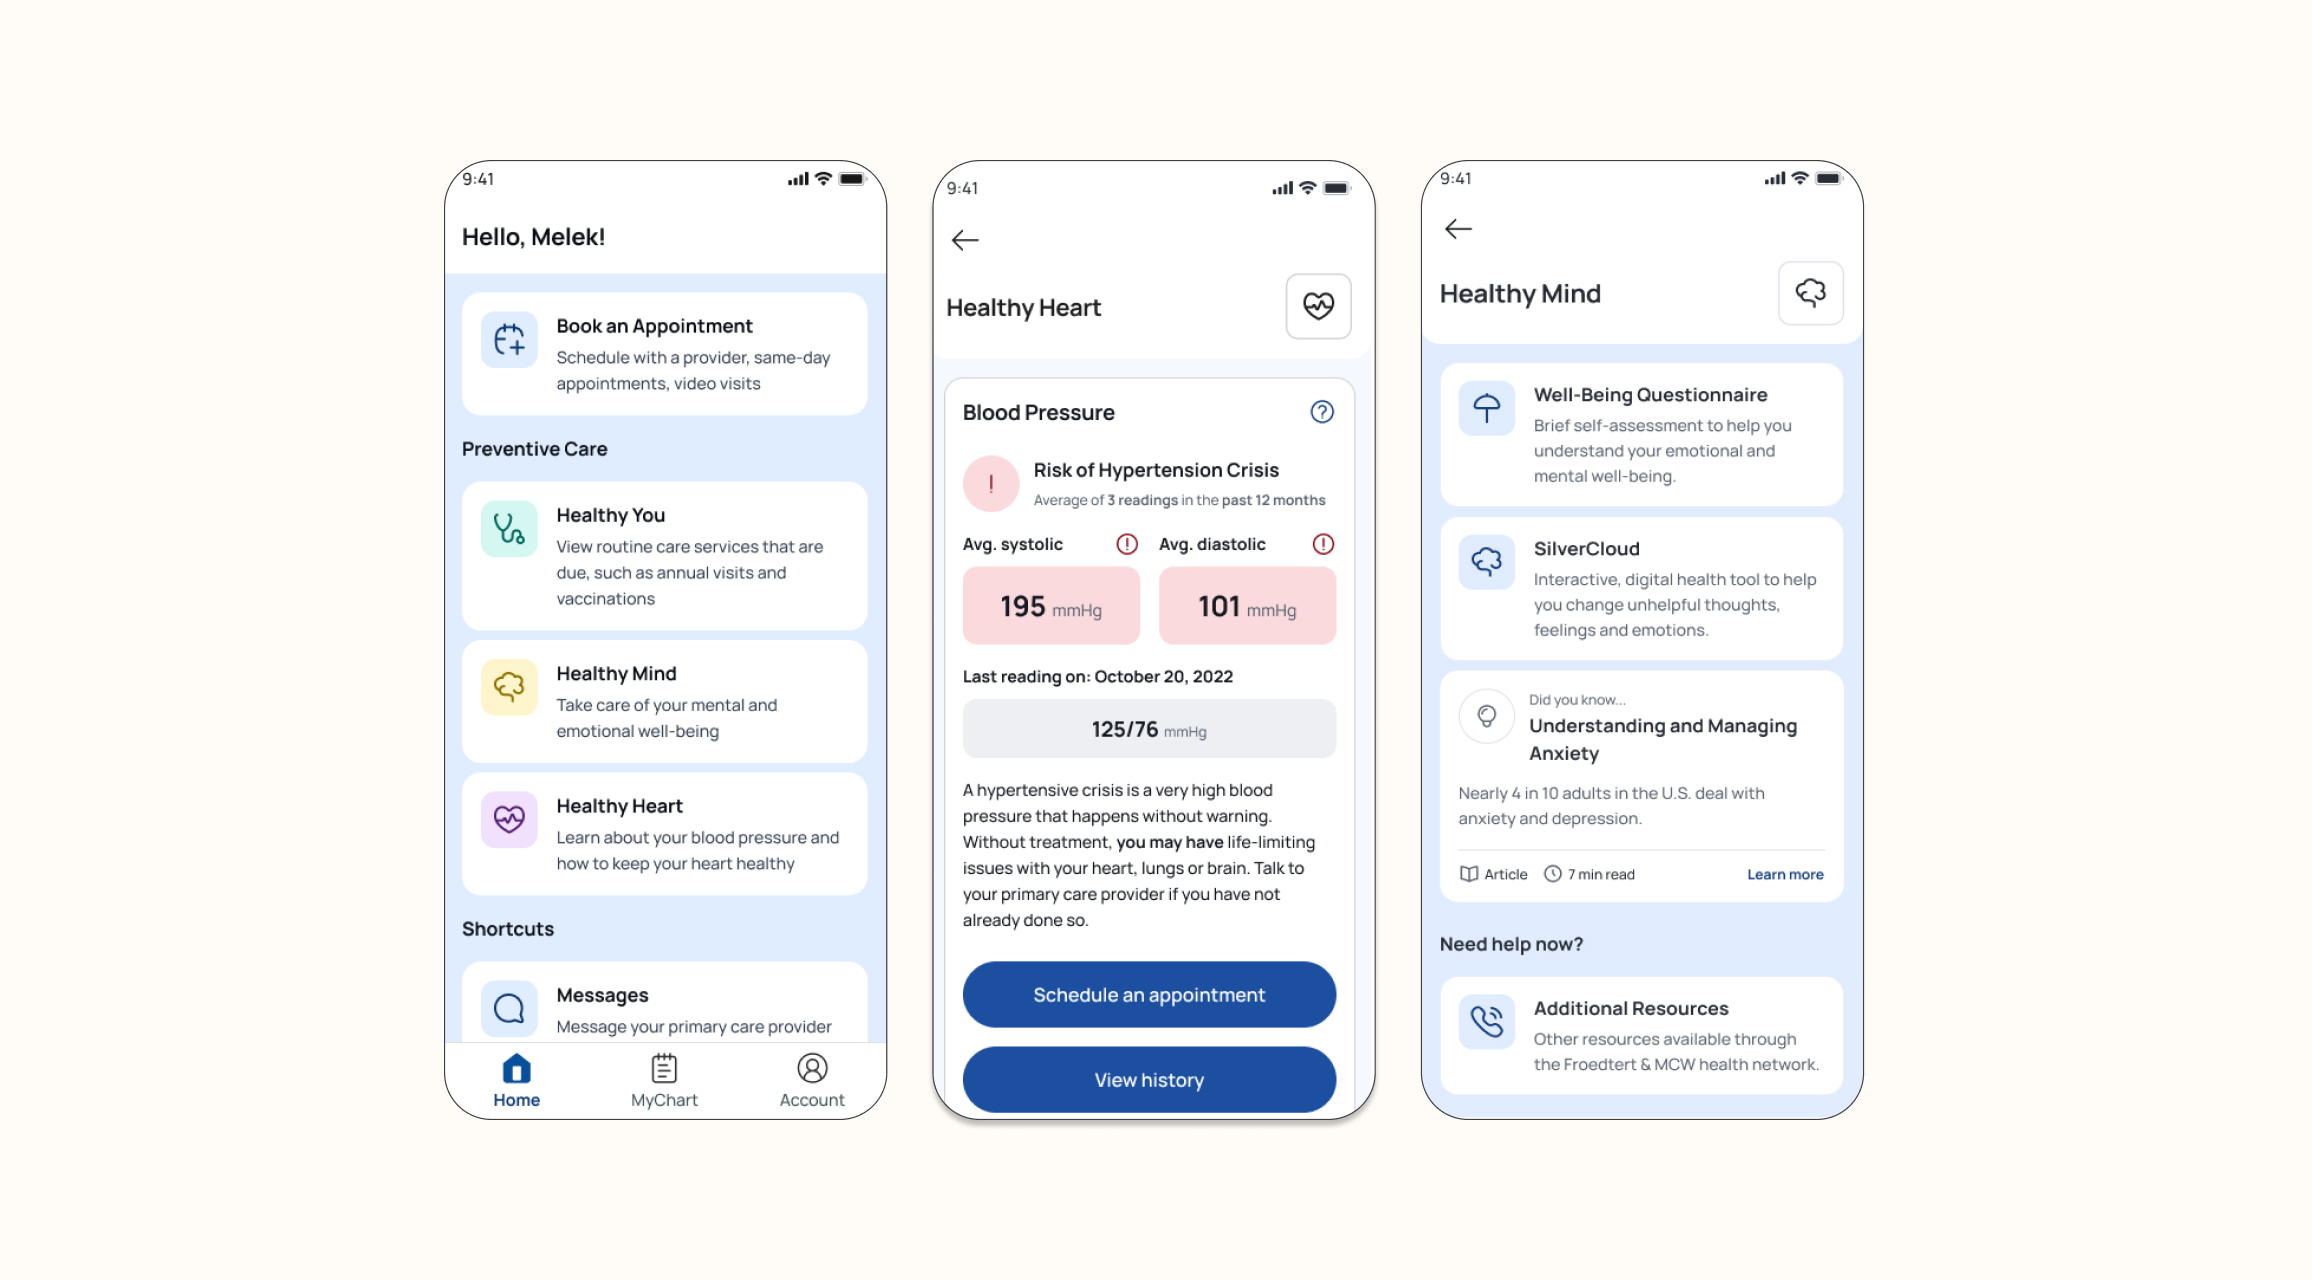 9:41
Hello, Melek!
Book an Appointment
Schedule with a provider, same-day
appointments, video visits
Preventive Care
Healthy You
View routine care services that are
due, such as annual visits and
vaccinations
Healthy Mind
Take care of your mental and
emotional well-being
Healthy Heart
Learn about your blood pressure and
how to keep your heart healthy
Shortcuts
Messages
Message your primary care provider
Home
MyChart
Account
9:41
Healthy Heart
Blood Pressure
Risk of Hypertension Crisis
Average of 3 readings in the past 12 months
Avg. systolic
Avg. diastolic
195 mmHg
101 mmHg
Last reading on: October 20, 2022
125/76 mmHg
A hypertensive crisis is a very high blood
pressure that happens without warning.
Without treatment, you may have life-limiting
issues with your heart, lungs or brain. Talk to
your primary care provider if you have not
already done so.
Schedule an appointment
View history
9:41
Healthy Mind
Well-Being Questionnaire
Brief self-assessment to help you
understand your emotional and
mental well-being.
SilverCloud
Interactive, digital health tool to help
you change unhelpful thoughts,
feelings and emotions.
Did you know...
Understanding and Managing
Anxiety
Nearly 4 in 10 adults in the U.S. deal with
anxiety and depression.
Article
7 min read
Learn more
Need help now?
Additional Resources
Other resources available through
the Froedtert & MCW health network.